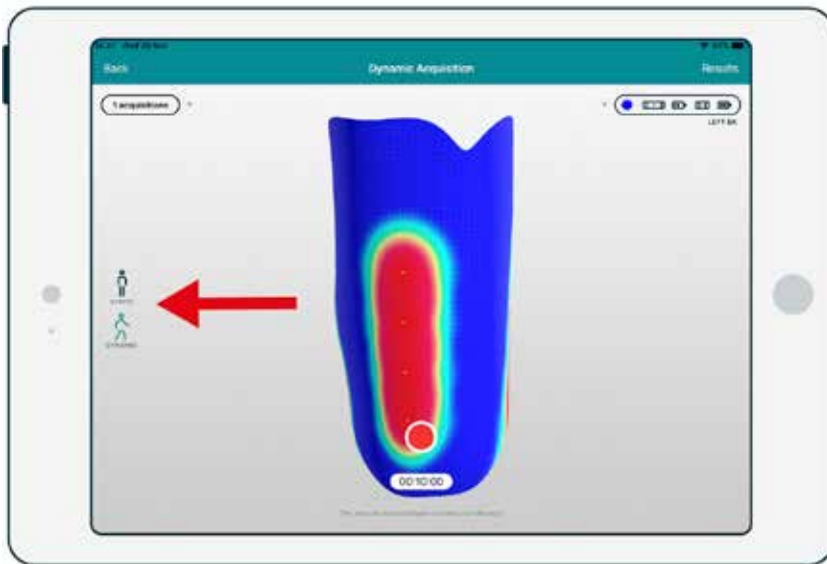 Back
Dynamic Acquisition
Results
1 acquisitions
LEFT BK
STATIC
DYNAMIC
00:10:00